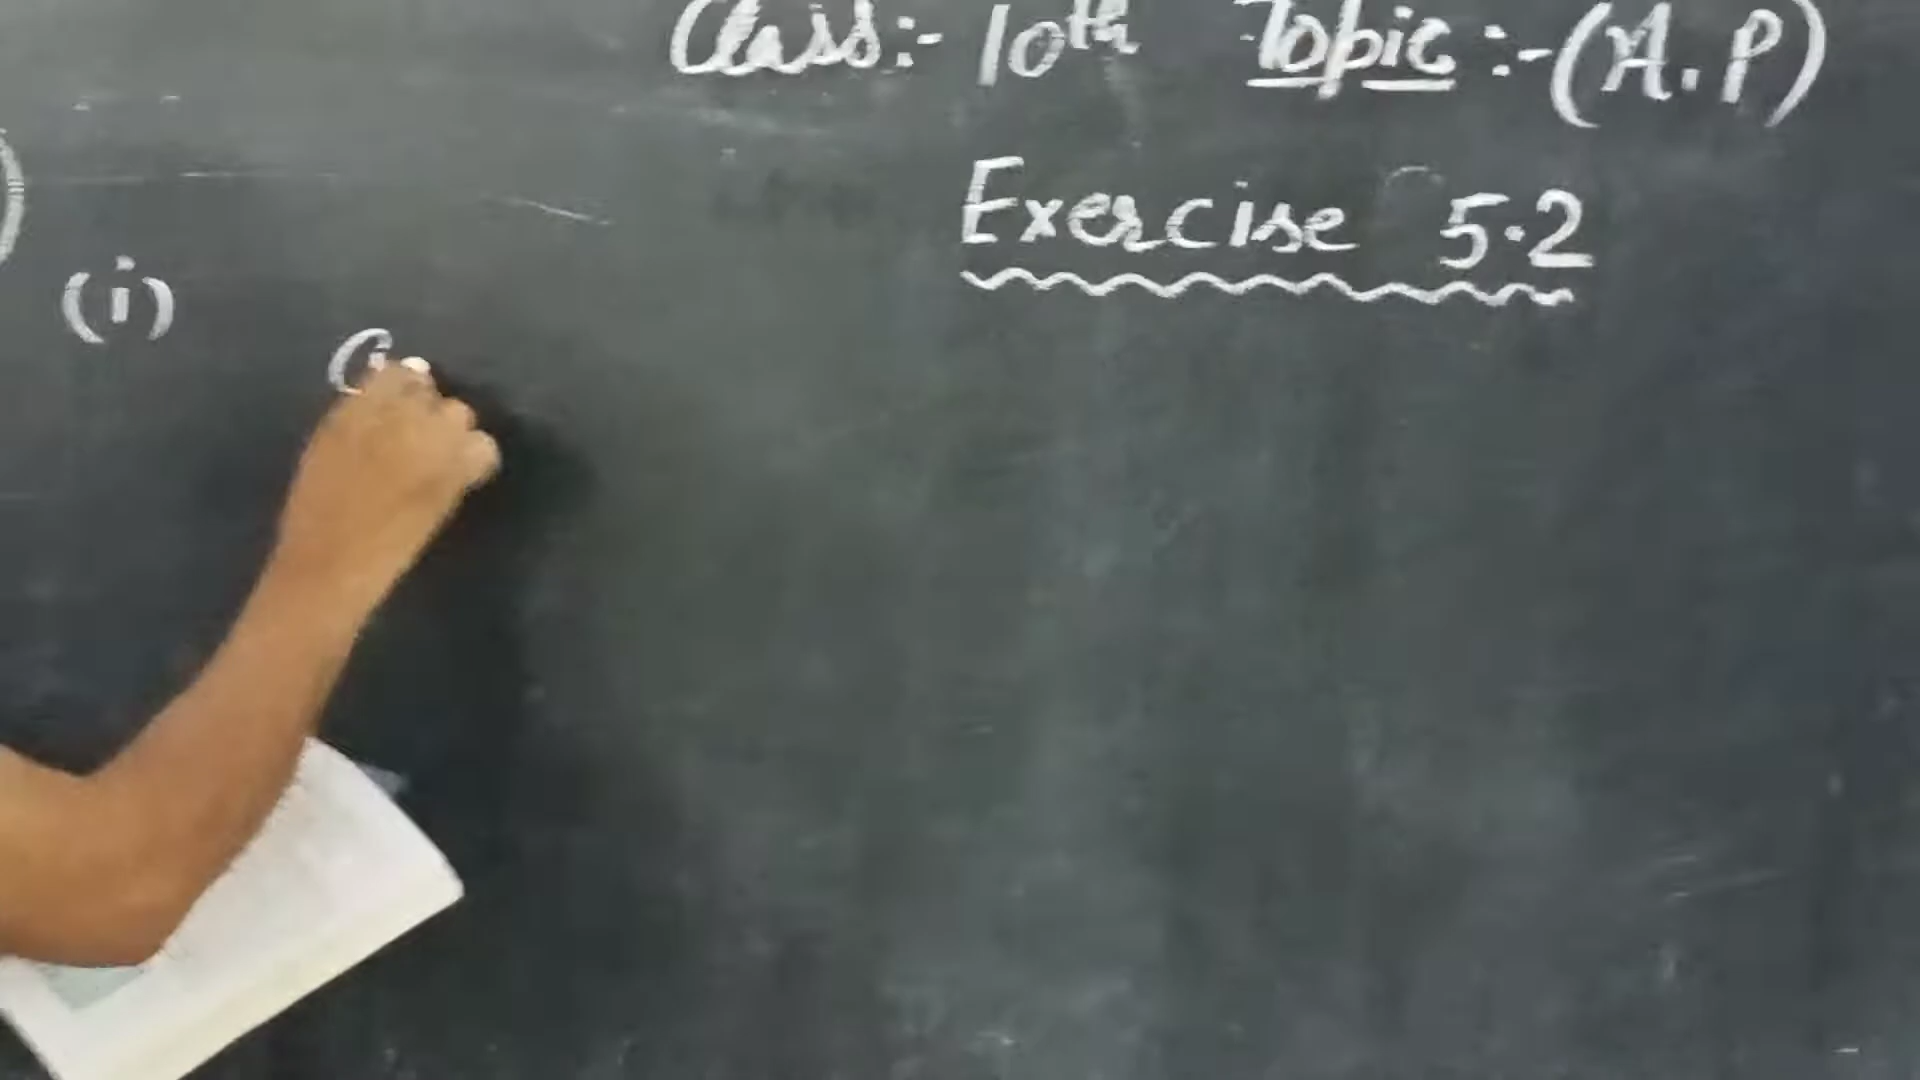 Class:- 10th Topic:-(A.P)
Exercise 5.2
(i)